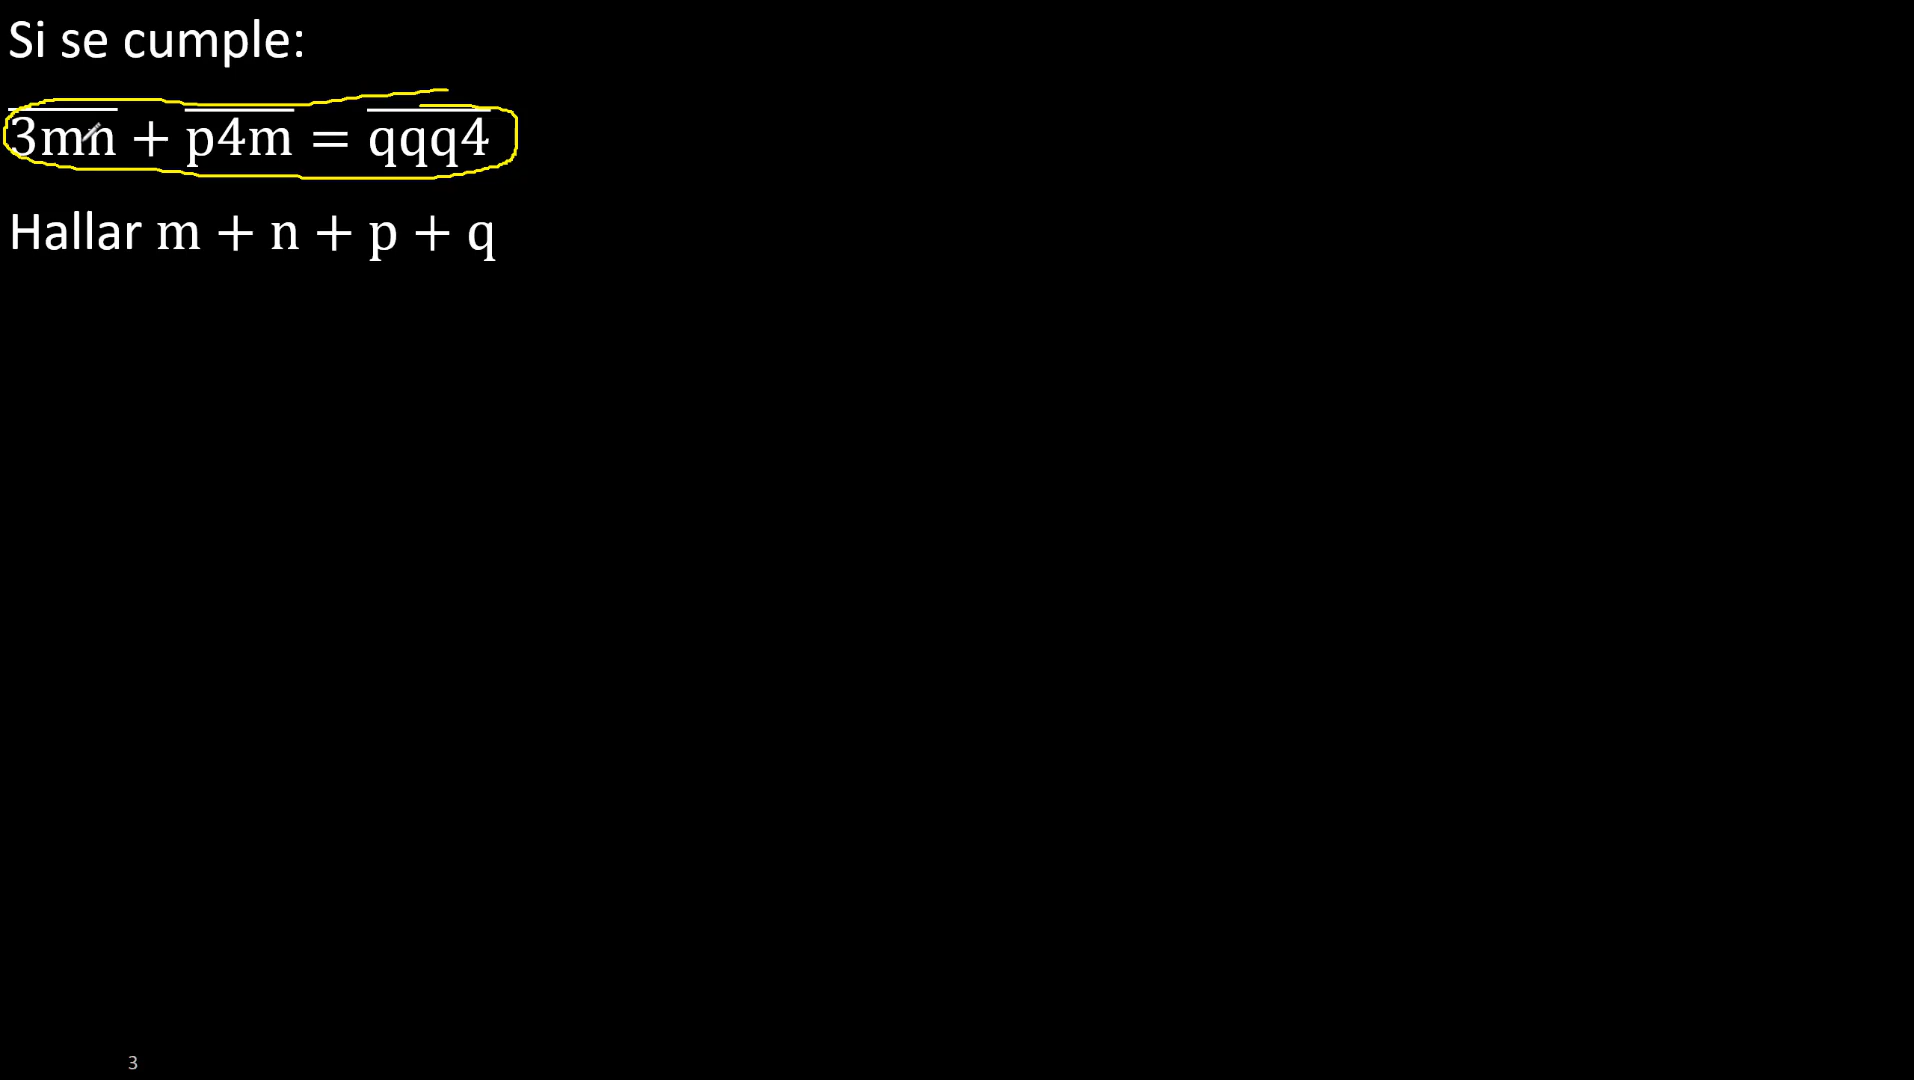 Si se cumple:
3mn + p4m = qqq4
Hallar m + n + p + q
3